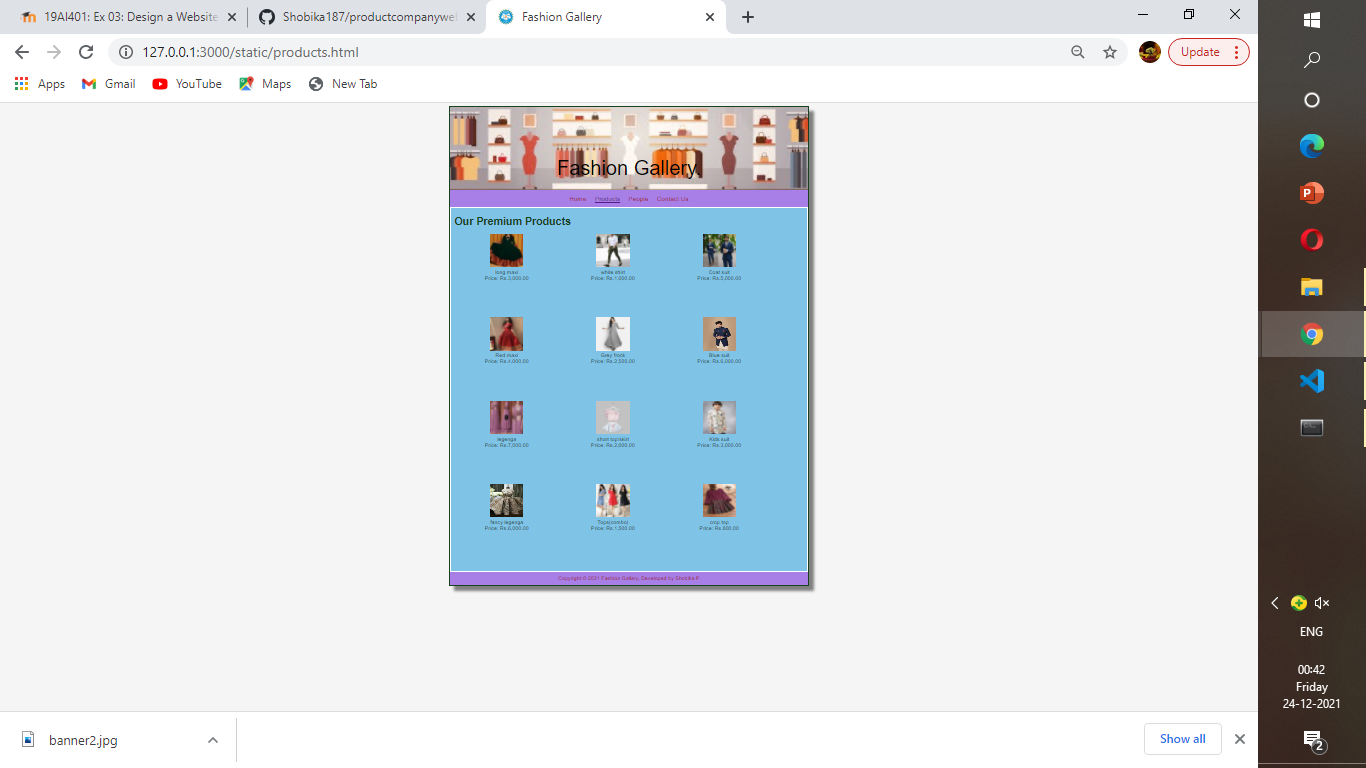 19AI401: Ex 03: Design a Website
Shobika187/productcompanywel
Fashion Gallery
127.0.0.1:3000/static/products.html
Update
Apps
Gmail
YouTube
Maps
New Tab
Fashion Gallery.
Home Products People Contact Us
Our Premium Products
long maxi white shirt Coat suit
Price: Rs.3,000.00 Price: Rs.1,000.00 Price: Rs.5,000.00
Red maxi Grey frock Blue suit
Price: Rs.4,000.00 Price: Rs.2,500.00 Price: Rs.6,000.00
legenga short top/skirt Kids suit
Price: Rs.7,000.00 Price: Rs.2,000.00 Price: Rs.3,000.00
fancy legenga Tops(combo) crop top
Price: Rs.6,000.00 Price: Rs.1,500.00 Price: Rs.800.00
Copyright © 2021 Fashion Gallery, Developed by Shobika P
ENG
00:42
Friday
24-12-2021
2
banner2.jpg
Show all